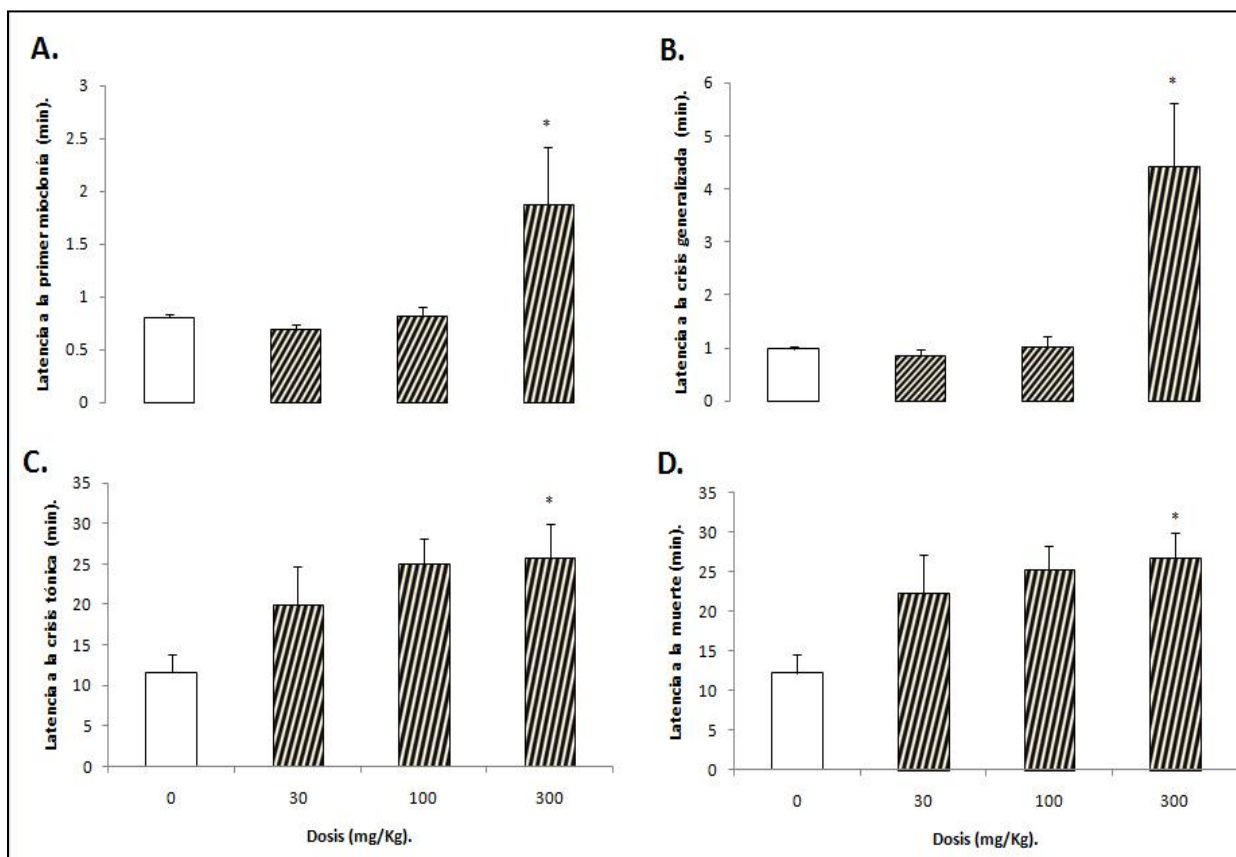 A.
Latencia a la primer mioclonía (min).
3
2.5
2
1.5
1
0.5
0
*
B.
Latencia a la crisis generalizada (min).
6
5
4
3
2
1
0
*
C.
Latencia a la crisis tónica (min).
35
30
25
20
15
10
5
0
*
0 30 100 300
Dosis (mg/Kg).
D.
Latencia a la muerte (min).
35
30
25
20
15
10
5
0
*
0 30 100 300
Dosis (mg/Kg).